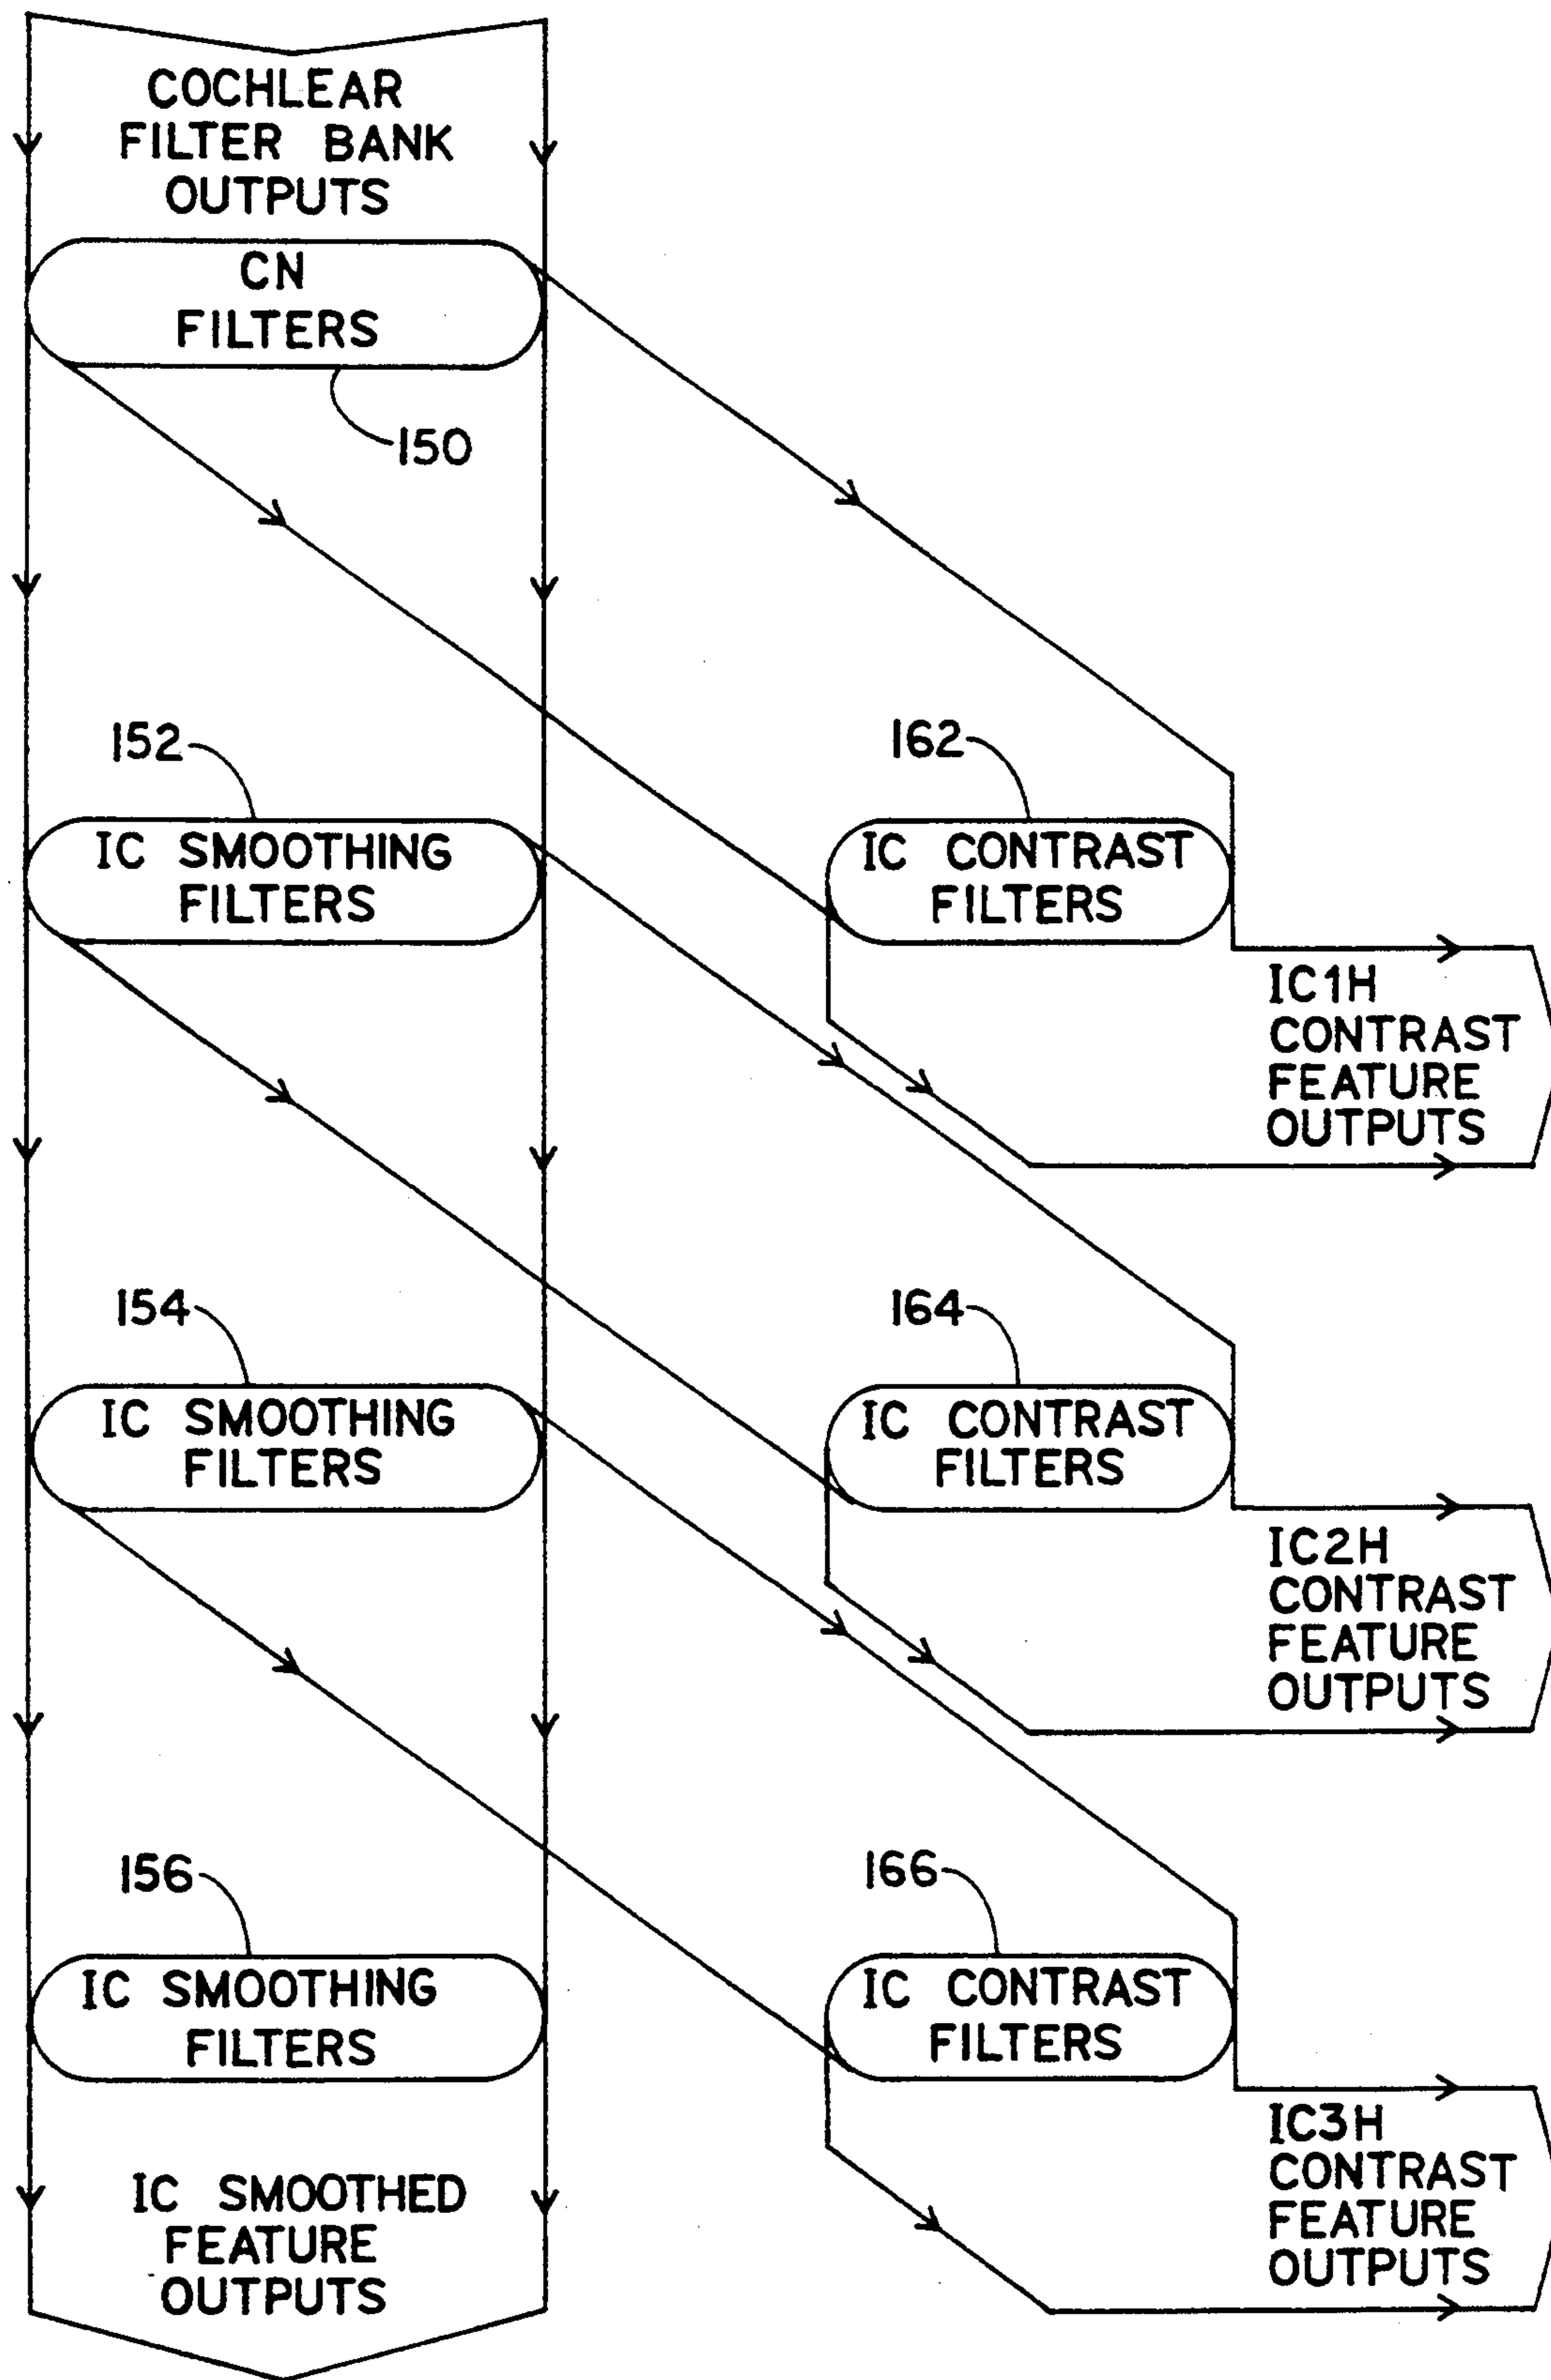 COCHLEAR
FILTER BANK
OUTPUTS
CN
FILTERS
150
152
162
IC SMOOTHING
FILTERS
IC CONTRAST
FILTERS
IC1H
CONTRAST
FEATURE
OUTPUTS
154
164
IC SMOOTHING
FILTERS
IC CONTRAST
FILTERS
IC2H
CONTRAST
FEATURE
OUTPUTS
156
166
IC SMOOTHING
FILTERS
IC CONTRAST
FILTERS
IC3H
CONTRAST
FEATURE
OUTPUTS
IC SMOOTHED
FEATURE
OUTPUTS